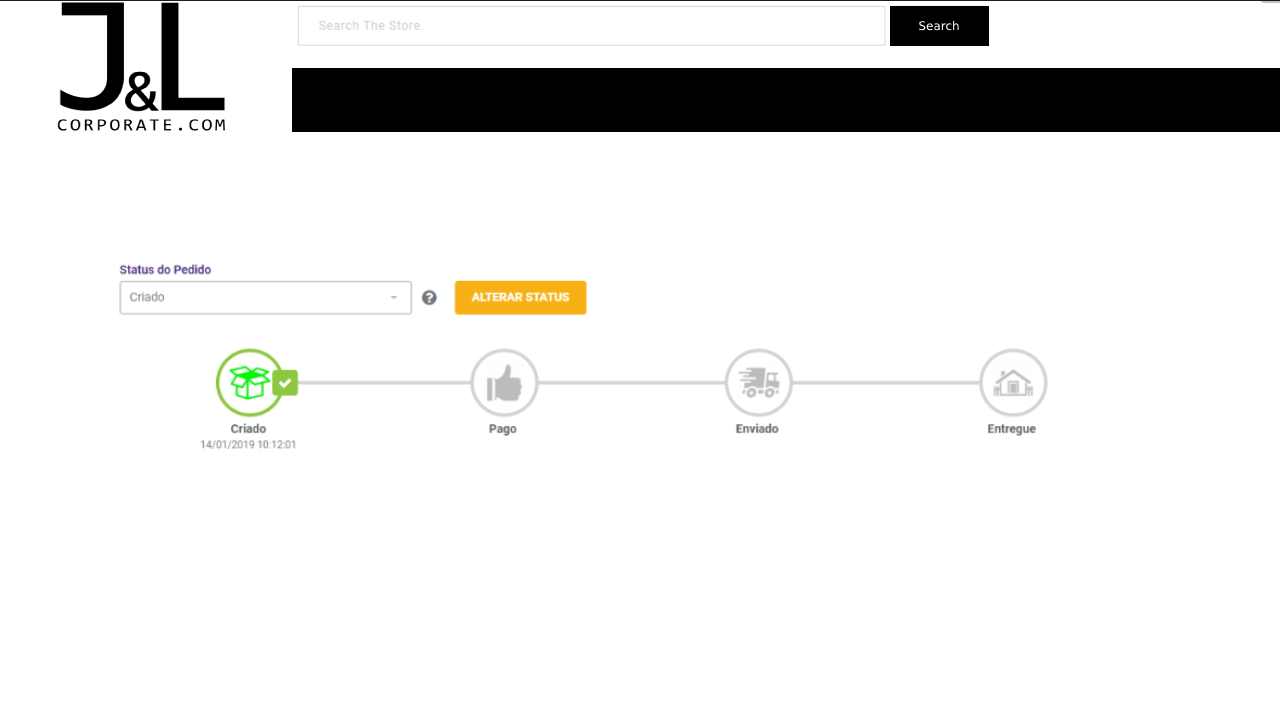 J&L
CORPORATE.COM
Search The Store
Search
Status do Pedido
Criado
ALTERAR STATUS
Criado
14/01/2019 10:12:01
Pago
Enviado
Entregue